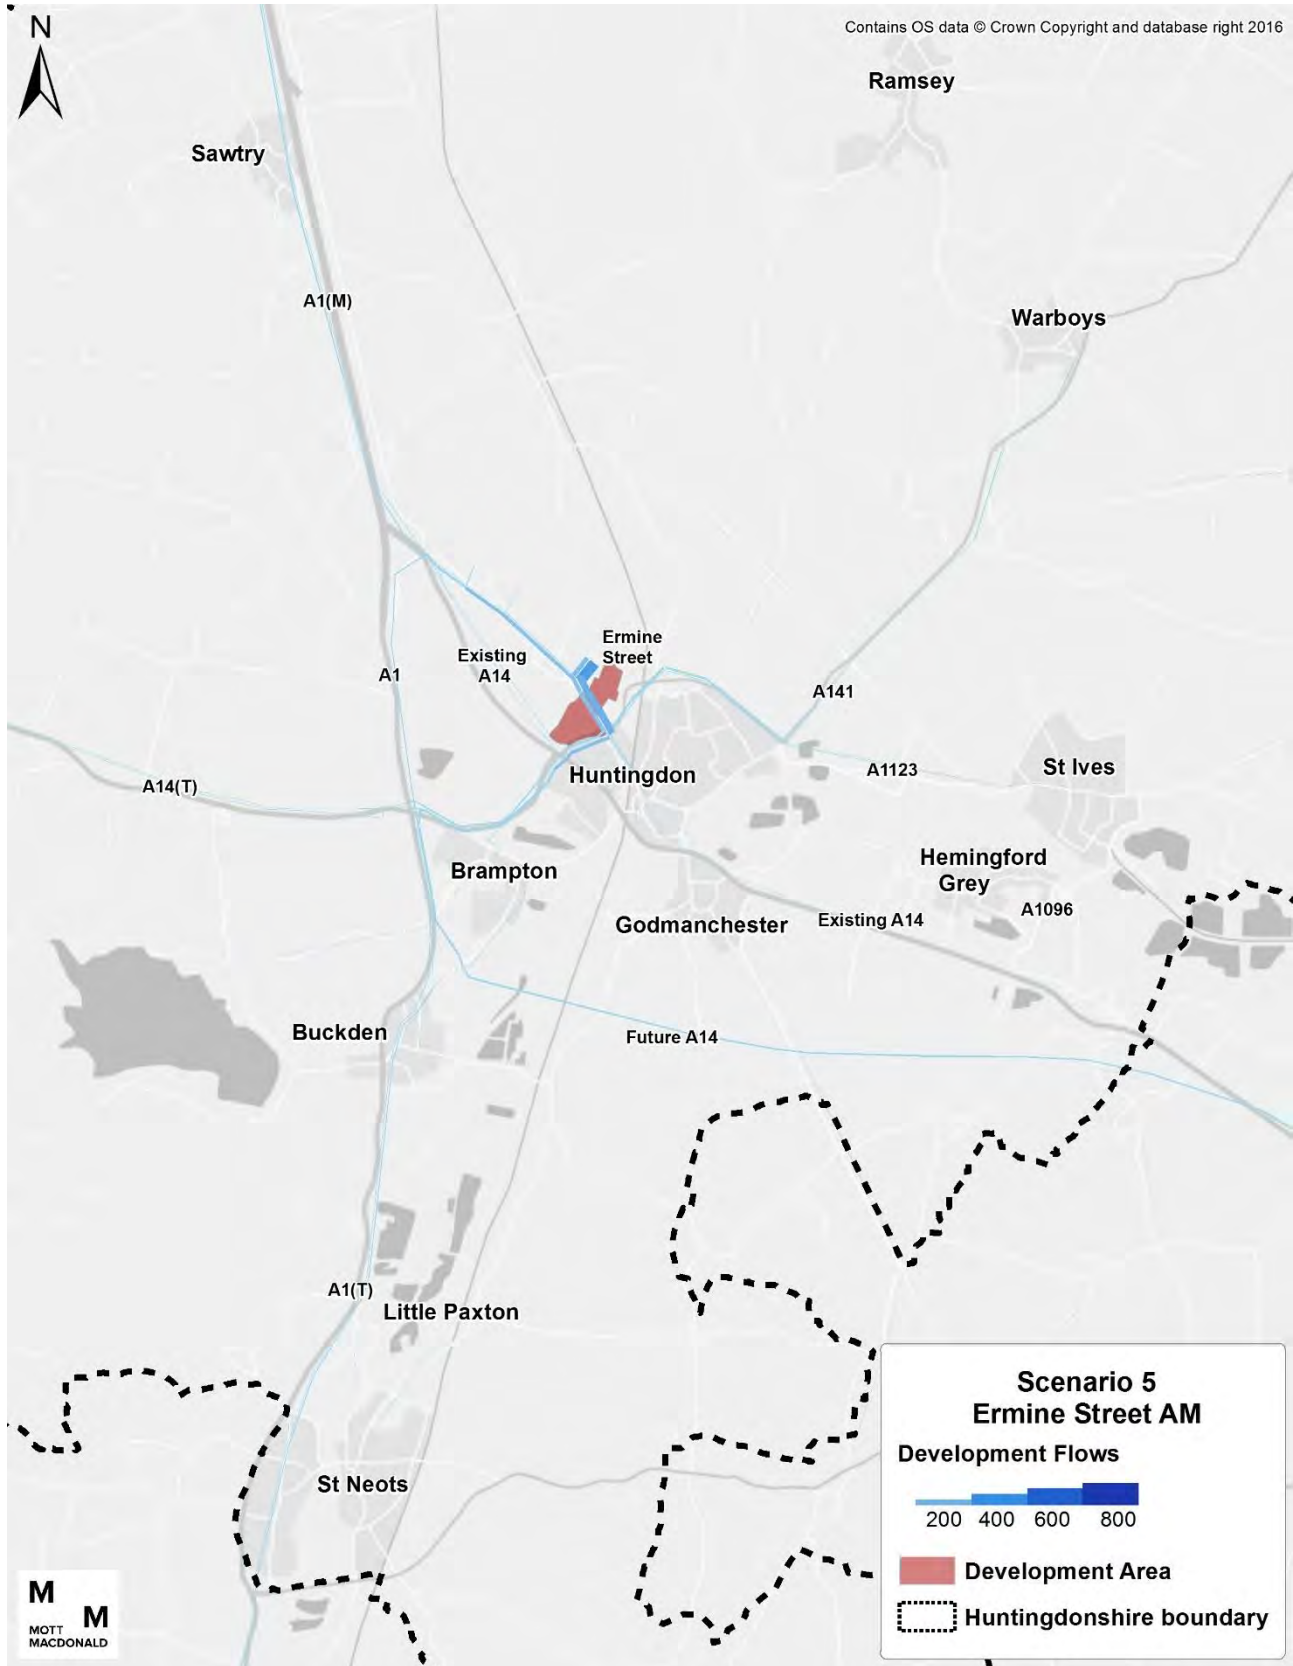 N
Contains OS data © Crown Copyright and database right 2016
Ramsey
Sawtry
A1(M)
Warboys
Ermine
Street
Existing
A14
A1
A141
A14(T)
Huntingdon
A1123
St Ives
Brampton
Hemingford
Grey
A1096
Godmanchester
Existing A14
Buckden
Future A14
A1(T)
Little Paxton
St Neots
Scenario 5
Ermine Street AM
Development Flows
200 400 600 800
Development Area
Huntingdonshire boundary
M
M
MOTT
MACDONALD